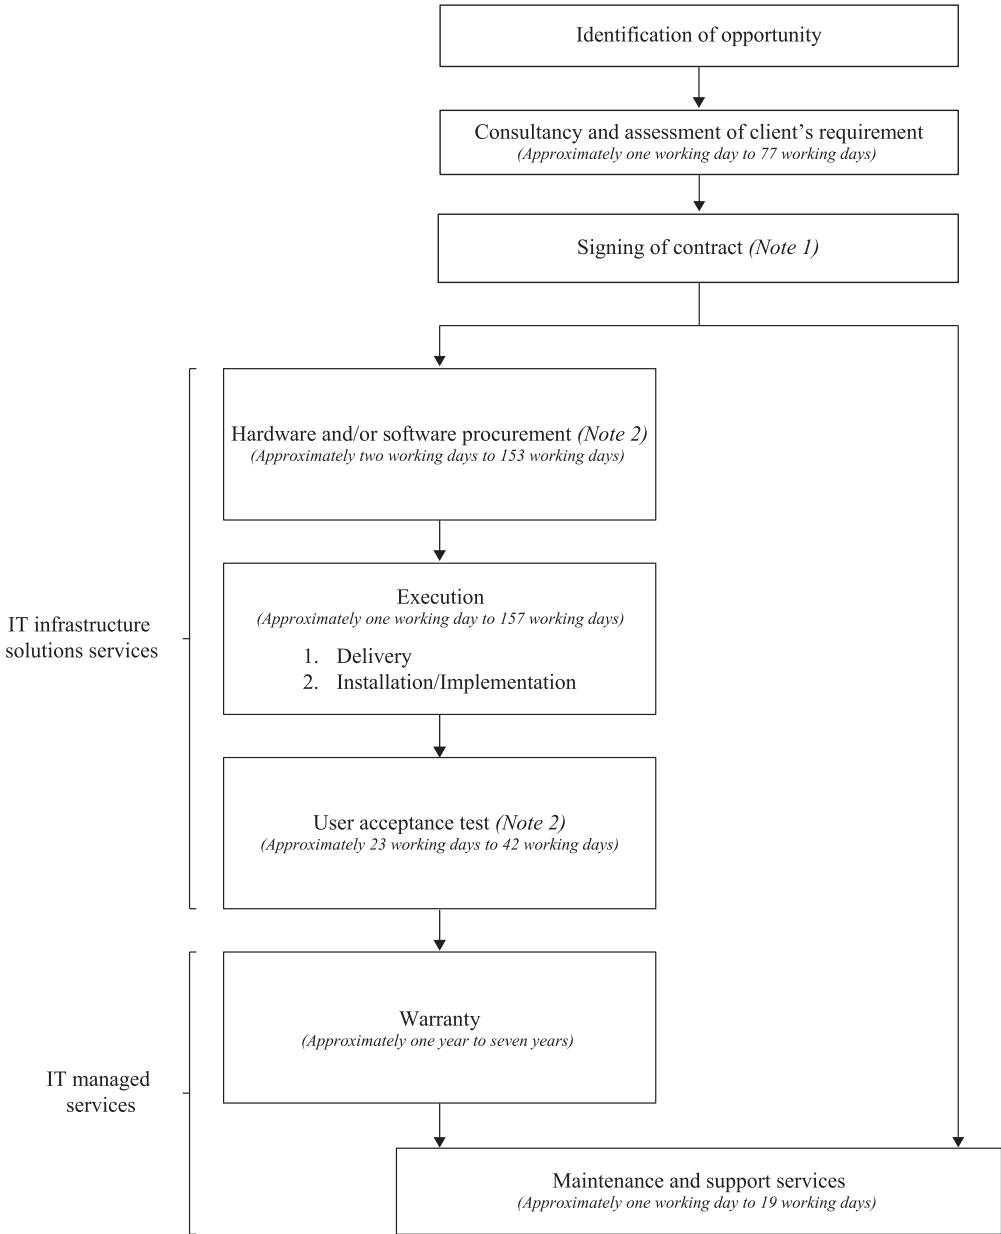 Identification of opportunity
Consultancy and assessment of client’s requirement
(Approximately one working day to 77 working days)
Signing of contract (Note 1)
Hardware and/or software procurement (Note 2)
(Approximately two working days to 153 working days)
Execution
(Approximately one working day to 157 working days)
1. Delivery
2. Installation/Implementation
IT infrastructure
solutions services
User acceptance test (Note 2)
(Approximately 23 working days to 42 working days)
Warranty
(Approximately one year to seven years)
IT managed
services
Maintenance and support services
(Approximately one working day to 19 working days)